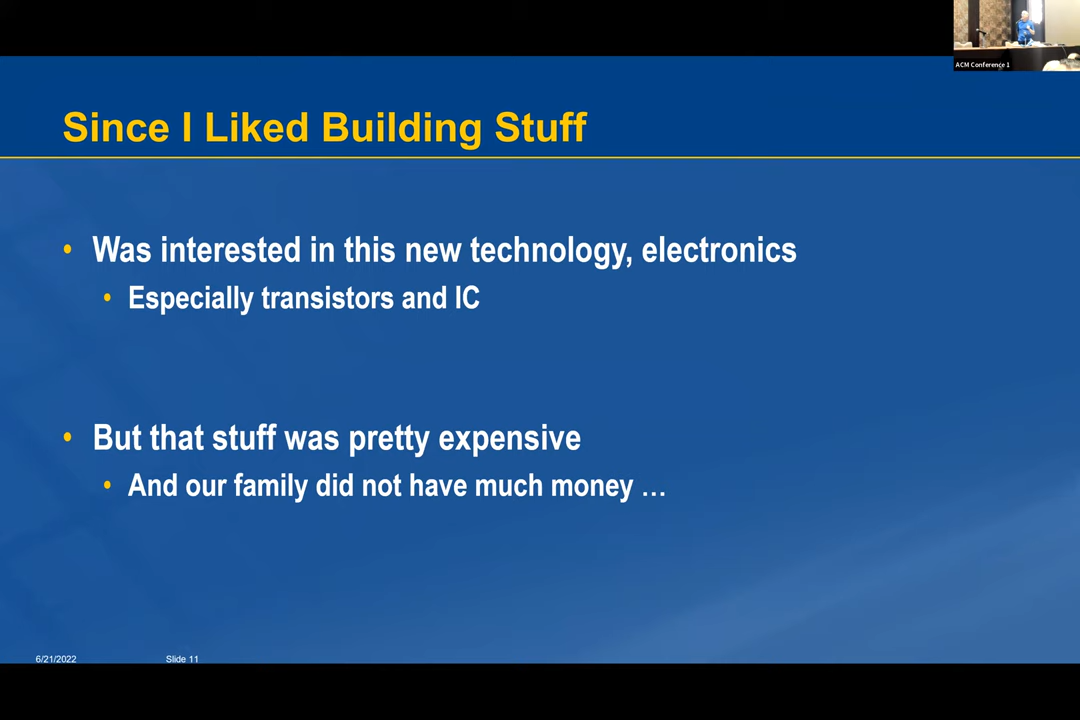 ACM Conference 1
Since I Liked Building Stuff
• Was interested in this new technology, electronics
• Especially transistors and IC
• But that stuff was pretty expensive
• And our family did not have much money …
6/21/2022 Slide 11